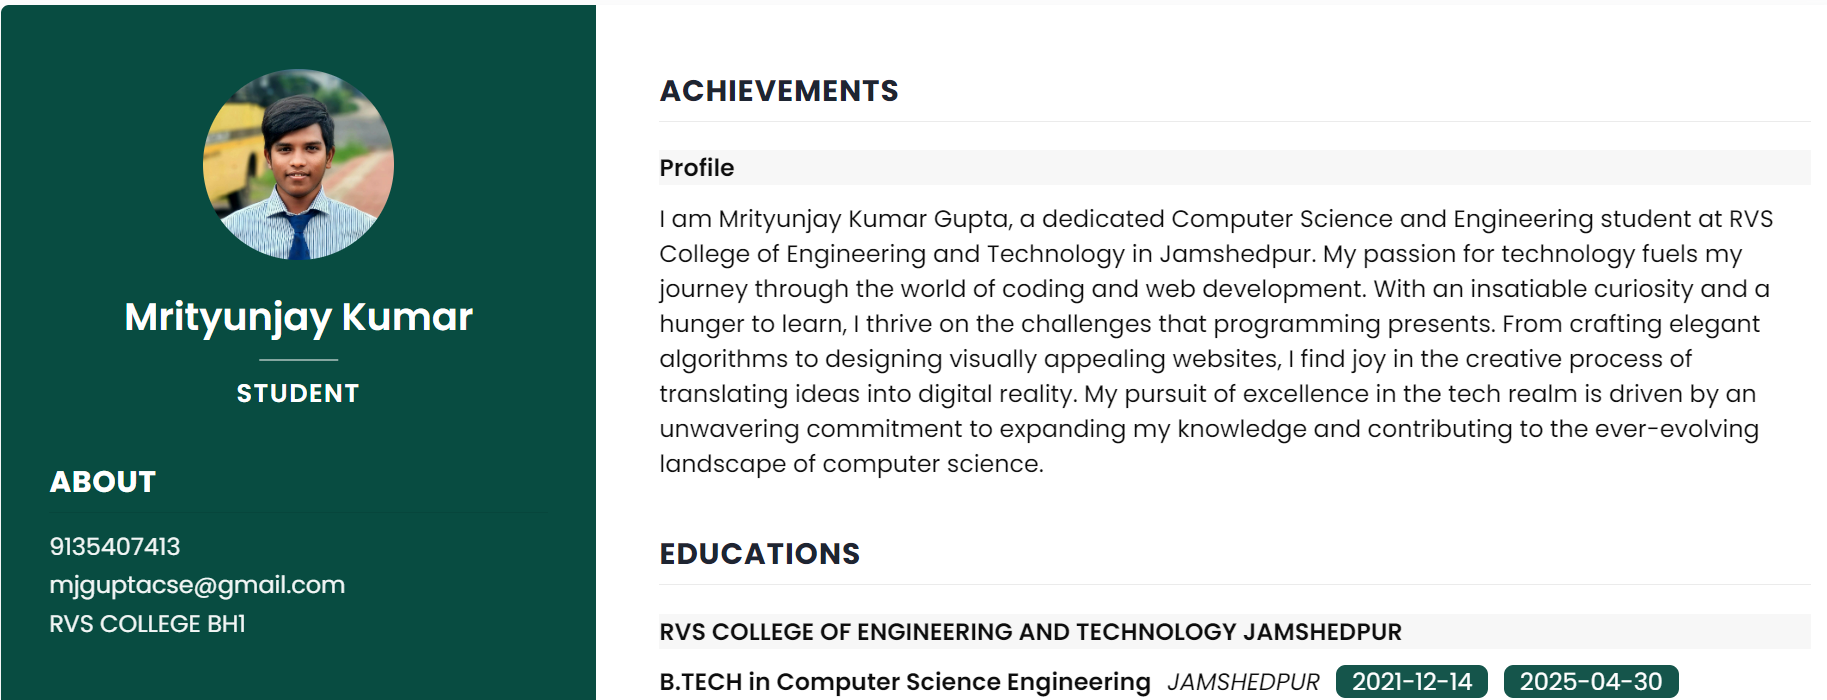 Mrityunjay Kumar
STUDENT
ABOUT
9135407413
mjguptacse@gmail.com
RVS COLLEGE BH1
ACHIEVEMENTS
Profile
I am Mrityunjay Kumar Gupta, a dedicated Computer Science and Engineering student at RVS
College of Engineering and Technology in Jamshedpur. My passion for technology fuels my
journey through the world of coding and web development. With an insatiable curiosity and a
hunger to learn, I thrive on the challenges that programming presents. From crafting elegant
algorithms to designing visually appealing websites, I find joy in the creative process of
translating ideas into digital reality. My pursuit of excellence in the tech realm is driven by an
unwavering commitment to expanding my knowledge and contributing to the ever-evolving
landscape of computer science.
EDUCATIONS
RVS COLLEGE OF ENGINEERING AND TECHNOLOGY JAMSHEDPUR
B.TECH in Computer Science Engineering JAMSHEDPUR 2021-12-14 2025-04-30